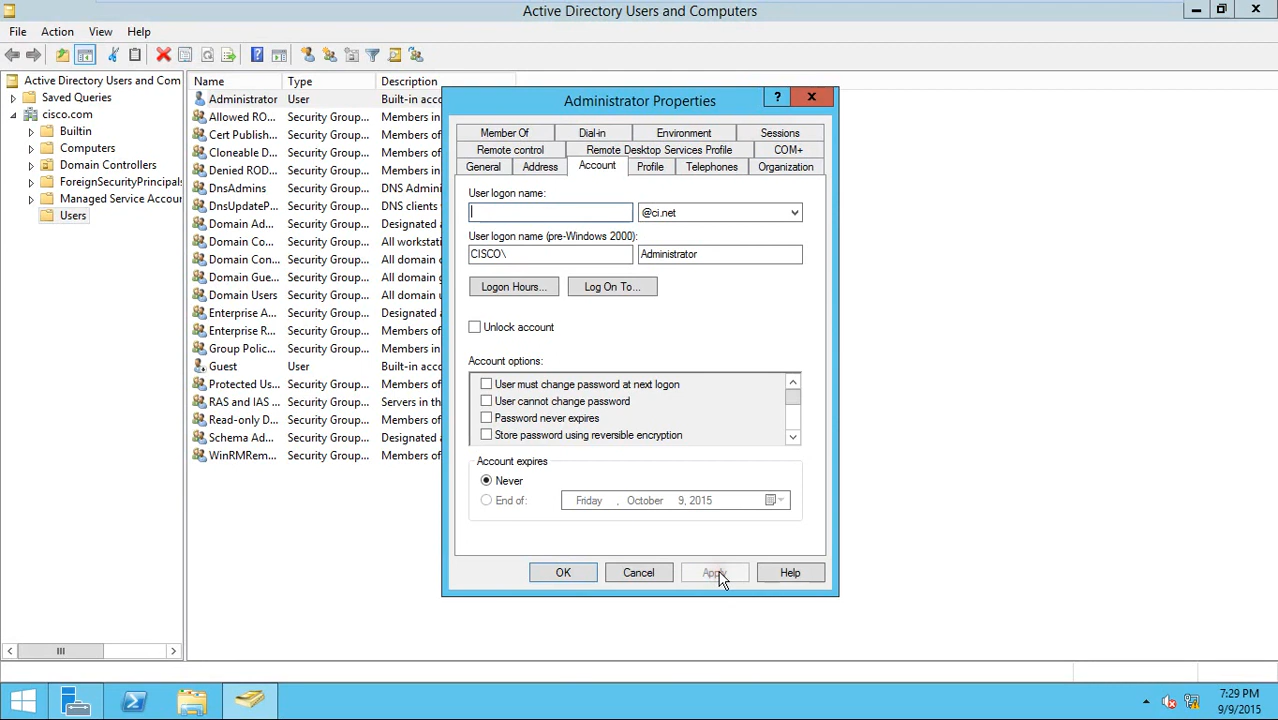 Active Directory Users and Computers
File Action View Help
Active Directory Users and Com
Saved Queries
cisco.com
Builtin
Computers
Domain Controllers
ForeignSecurityPrincipals
Managed Service Accour
Users
Name Type Description
Administrator User Built-in acco
Allowed RO... Security Group... Members in
Cert Publish... Security Group... Members of
Cloneable D... Security Group... Members of
Denied ROD... Security Group... Members in
DnsAdmins Security Group... DNS Admini
DnsUpdateP... Security Group... DNS clients
Domain Ad... Security Group... Designated a
Domain Co... Security Group... All workstati
Domain Con... Security Group... All domain c
Domain Gue... Security Group... All domain g
Domain Users Security Group... All domain u
Enterprise A... Security Group... Designated a
Enterprise R... Security Group... Members of
Group Polic... Security Group... Members in
Guest User Built-in acco
Protected Us... Security Group... Members of
RAS and IAS ... Security Group... Servers in th
Read-only D... Security Group... Members of
Schema Ad... Security Group... Designated a
WinRMRem... Security Group... Members of
Administrator Properties
Member Of Dial-in Environment Sessions
Remote control Remote Desktop Services Profile COM+
General Address Account Profile Telephones Organization
User logon name:
@ci.net
User logon name (pre-Windows 2000):
CISCO\ Administrator
Logon Hours... Log On To...
Unlock account
Account options:
User must change password at next logon
User cannot change password
Password never expires
Store password using reversible encryption
Account expires
Never
End of: Friday , October 9, 2015
OK Cancel Apply Help
7:29 PM
9/9/2015